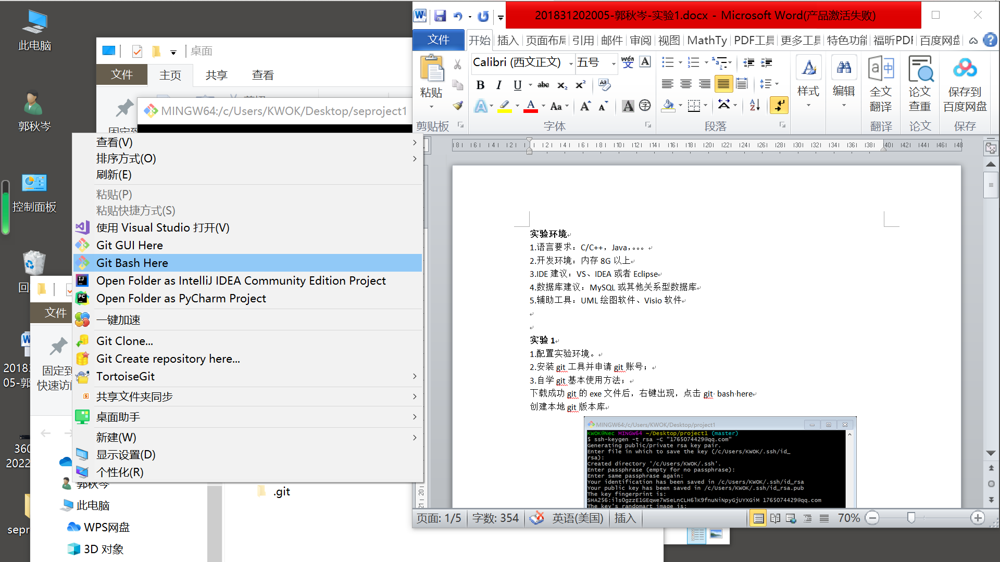 此电脑
郭秋岑
控制面板
回
20183
05-郭
360
2022
sepr
桌面
文件
主页
共享
查看
MINGW64:/c/Users/KWOK/Desktop/seproject1
查看(V)
排序方式(O)
刷新(E)
粘贴(P)
粘贴快捷方式(S)
使用 Visual Studio 打开(V)
Git GUI Here
Git Bash Here
Open Folder as IntelliJ IDEA Community Edition Project
Open Folder as PyCharm Project
一键加速
Git Clone...
Git Create repository here...
TortoiseGit
共享文件夹同步
桌面助手
新建(W)
显示设置(D)
个性化(R)
文件
固定到
快速访问
郭秋岑
此电脑
WPS网盘
3D 对象
.git
201831202005-郭秋岑-实验1.docx - Microsoft Word(产品激活失败)
文件 开始 插入 页面布局 引用 邮件 审阅 视图 MathTy PDF工具 更多工具 特色功能 福昕PDF 百度网盘
Calibri (西文正文) 五号
粘贴
样式
编辑
全文
翻译
论文
查重
保存到
百度网盘
剪贴板 字体 段落 翻译 论文 保存
实验环境
1.语言要求：C/C++，Java，。。。
2.开发环境：内存 8G 以上
3.IDE 建议：VS、IDEA 或者 Eclipse
4.数据库建议：MySQL 或其他关系型数据库
5.辅助工具：UML 绘图软件、Visio 软件
实验 1
1.配置实验环境。
2.安装 git 工具并申请 git 账号；
3.自学 git 基本使用方法；
下载成功 git 的 exe 文件后，右键出现，点击 git bash here
创建本地 git 版本库
MINGW64:/c/Users/KWOK/Desktop/project1
KWOK@Nec MINGW64 ~/Desktop/project1 (master)
$ ssh-keygen -t rsa -C "1765074429@qq.com"
Generating public/private rsa key pair.
Enter file in which to save the key (/c/Users/KWOK/.ssh/id_
rsa):
Created directory '/c/Users/KWOK/.ssh'.
Enter passphrase (empty for no passphrase):
Enter same passphrase again:
Your identification has been saved in /c/Users/KWOK/.ssh/id_rsa
Your public key has been saved in /c/Users/KWOK/.ssh/id_rsa.pub
The key fingerprint is:
1765074429@qq.com
The key's randomart image is:
页面: 1/5 字数: 354 英语(美国) 插入 70%